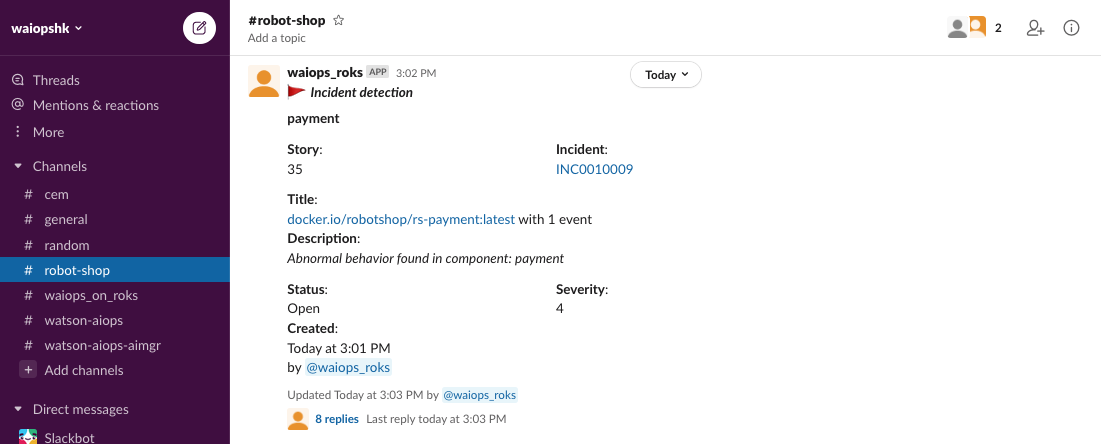 waiopshk
Threads
Mentions & reactions
More
Channels
# cem
# general
# random
# robot-shop
# waiops_on_roks
# watson-aiops
# watson-aiops-aimgr
+ Add channels
Direct messages
Slackbot
#robot-shop
Add a topic
2
Today
waiops_roks APP 3:02 PM
Incident detection
payment
Story: Incident:
35 INC0010009
Title:
docker.io/robotshop/rs-payment:latest with 1 event
Description:
Abnormal behavior found in component: payment
Status: Severity:
Open 4
Created:
Today at 3:01 PM
by @waiops_roks
Updated Today at 3:03 PM by @waiops_roks
8 replies Last reply today at 3:03 PM